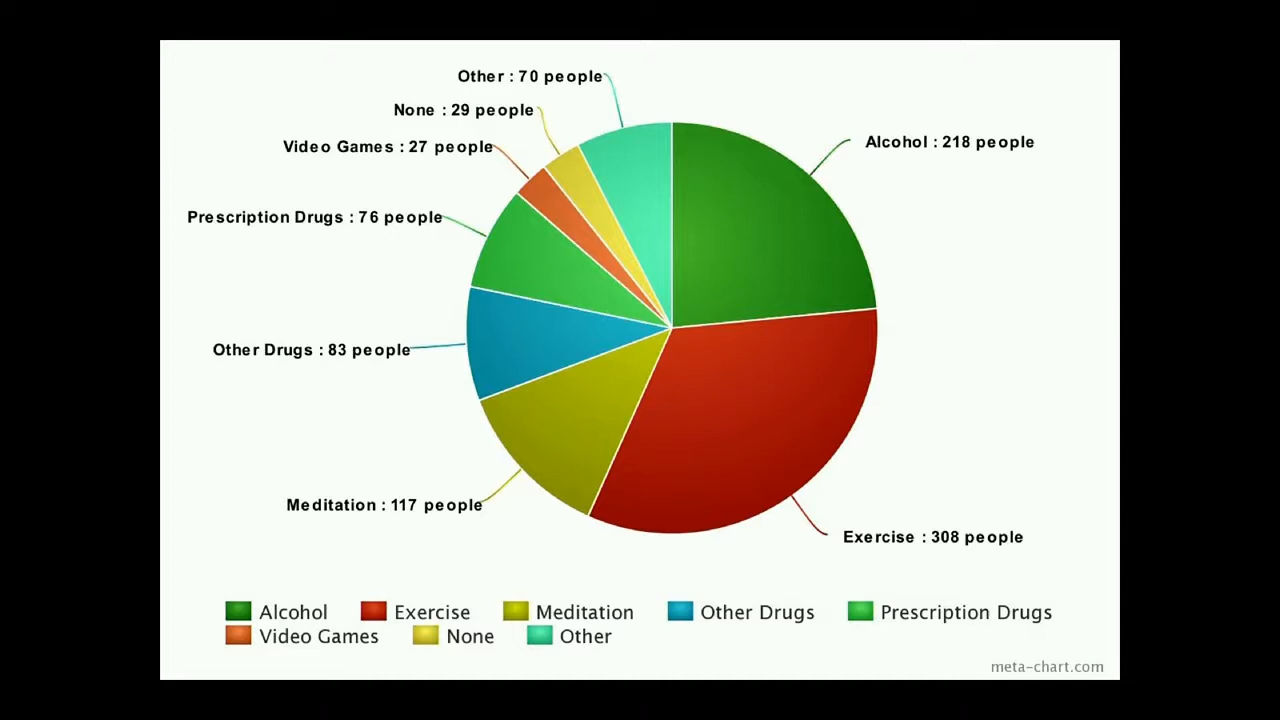 Other : 70 people
None : 29 people
Video Games : 27 people
Alcohol : 218 people
Prescription Drugs : 76 people
Other Drugs : 83 people
Meditation : 117 people
Exercise : 308 people
Alcohol Exercise Meditation Other Drugs Prescription Drugs
Video Games None Other
meta-chart.com